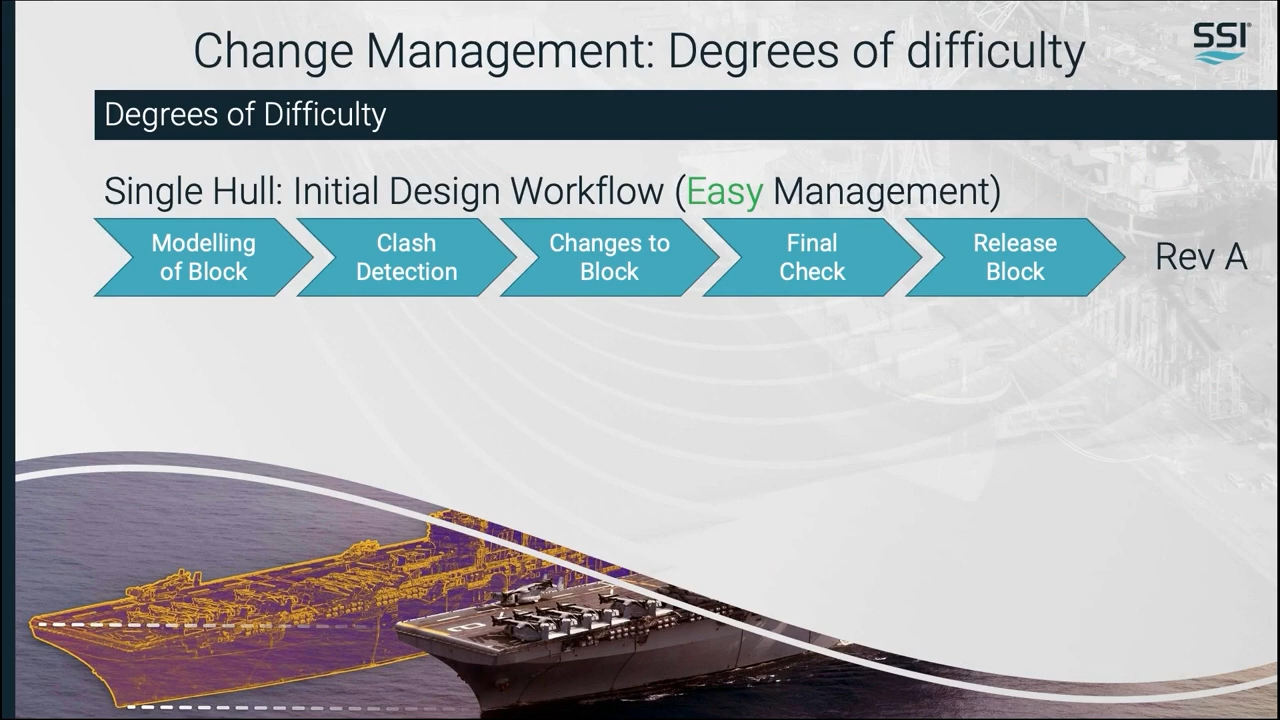 Change Management: Degrees of difficulty
SSI
Degrees of Difficulty
Single Hull: Initial Design Workflow (Easy Management)
Modelling
of Block
Clash
Detection
Changes to
Block
Final
Check
Release
Block
Rev A